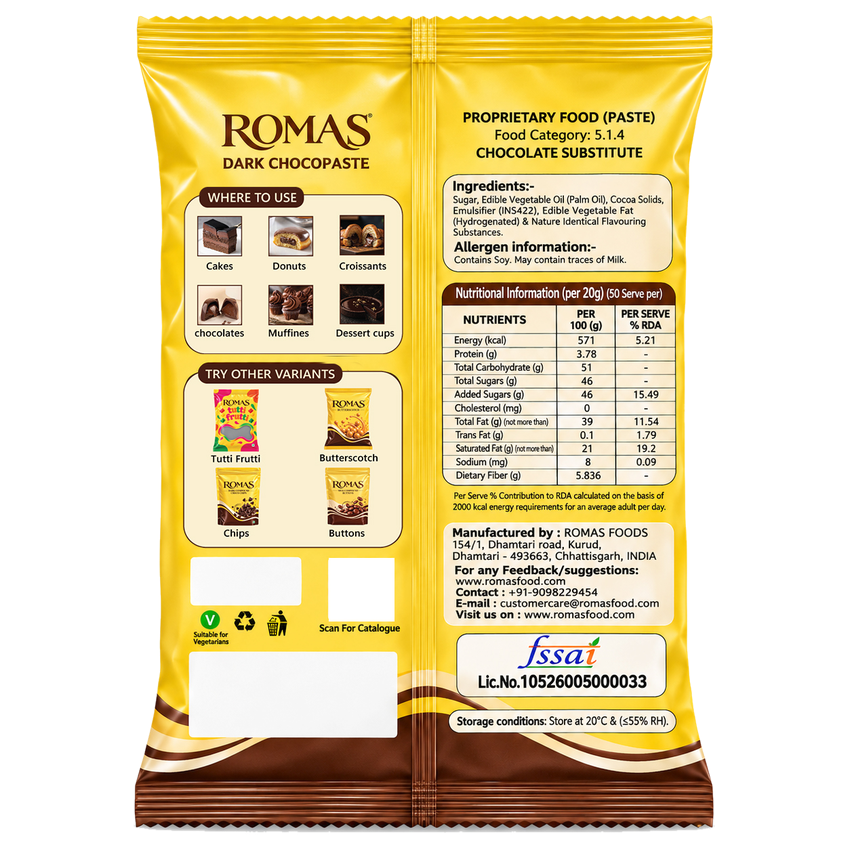 ROMAS®
DARK CHOCOPASTE
WHERE TO USE
Cakes
Donuts
Croissants
chocolates
Muffines
Dessert cups
TRY OTHER VARIANTS
ROMAS
tutti
frutti
Tutti Frutti
ROMAS
Butterscotch
ROMAS
Chips
ROMAS
Buttons
V
Suitable for
Vegetarians
Scan For Catalogue
PROPRIETARY FOOD (PASTE)
Food Category: 5.1.4
CHOCOLATE SUBSTITUTE
Ingredients:-
Sugar, Edible Vegetable Oil (Palm Oil), Cocoa Solids,
Emulsifier (INS422), Edible Vegetable Fat
(Hydrogenated) & Nature Identical Flavouring
Substances.
Allergen information:-
Contains Soy. May contain traces of Milk.
Nutritional Information (per 20g) (50 Serve per)
NUTRIENTS PER 100 (g) PER SERVE % RDA
Energy (kcal) 571 5.21
Protein (g) 3.78 -
Total Carbohydrate (g) 51 -
Total Sugars (g) 46 -
Added Sugars (g) 46 15.49
Cholesterol (mg) 0 -
Total Fat (g) (not more than) 39 11.54
Trans Fat (g) 0.1 1.79
Saturated Fat (g) (not more than) 21 19.2
Sodium (mg) 8 0.09
Dietary Fiber (g) 5.836 -
Per Serve % Contribution to RDA calculated on the basis of
2000 kcal energy requirements for an average adult per day.
Manufactured by : ROMAS FOODS
154/1, Dhamtari road, Kurud,
Dhamtari - 493663, Chhattisgarh, INDIA
For any Feedback/suggestions:
www.romasfood.com
Contact : +91-9098229454
E-mail : customercare@romasfood.com
Visit us on : www.romasfood.com
fssai
Lic.No.10526005000033
Storage conditions: Store at 20°C & (≤55% RH).